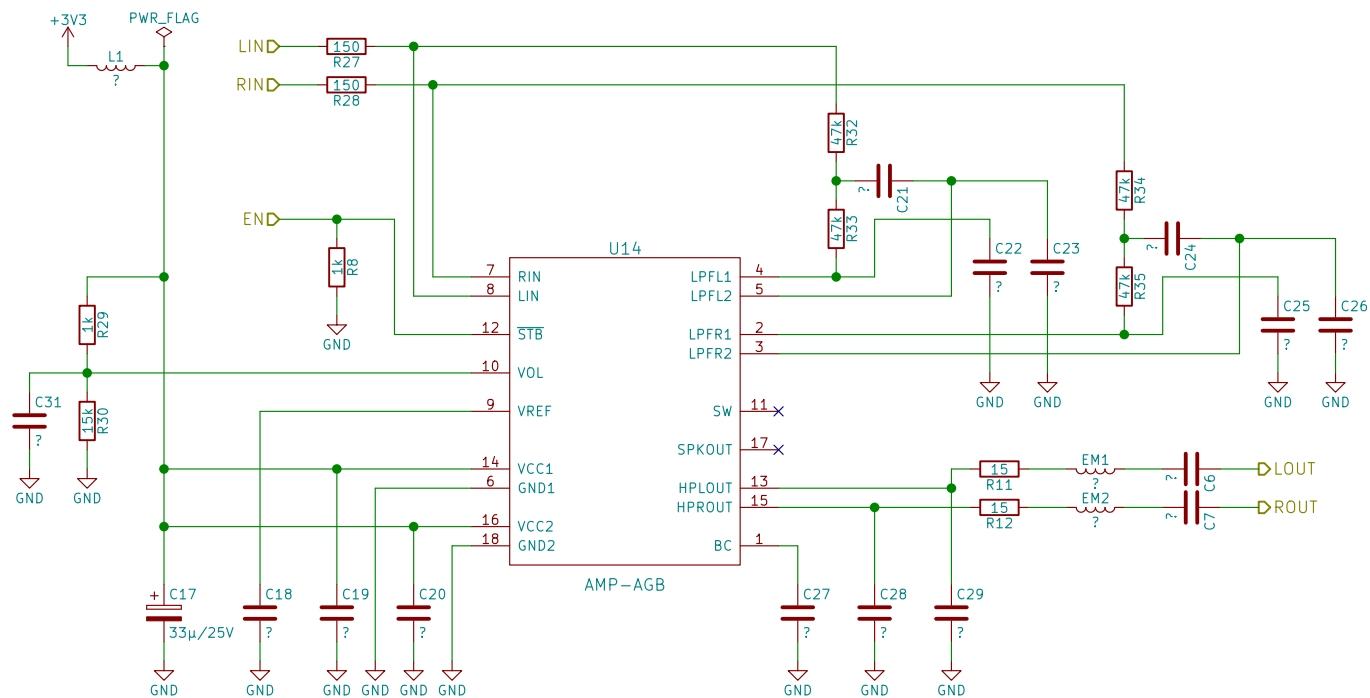 +3V3
PWR_FLAG
L1
?
LIN
150
R27
RIN
150
R28
47k
R32
?
C21
47k
R33
47k
R34
?
C24
47k
R35
EN
1k
R8
GND
U14
7 RIN
8 LIN
12 STB
10 VOL
9 VREF
14 VCC1
6 GND1
16 VCC2
18 GND2
LPFL1 4
LPFL2 5
LPFR1 2
LPFR2 3
SW 11
SPKOUT 17
HPLOUT 13
HPROUT 15
BC 1
AMP-AGB
C22
?
GND
C23
?
GND
C25
?
GND
C26
?
GND
1k
R29
15k
R30
GND
C31
?
GND
15
R11
EM1
?
?
C6
LOUT
15
R12
EM2
?
?
C7
ROUT
+
C17
33µ/25V
GND
C18
?
GND
C19
?
GND
GND
C20
?
GND
GND
C27
?
GND
C28
?
GND
C29
?
GND